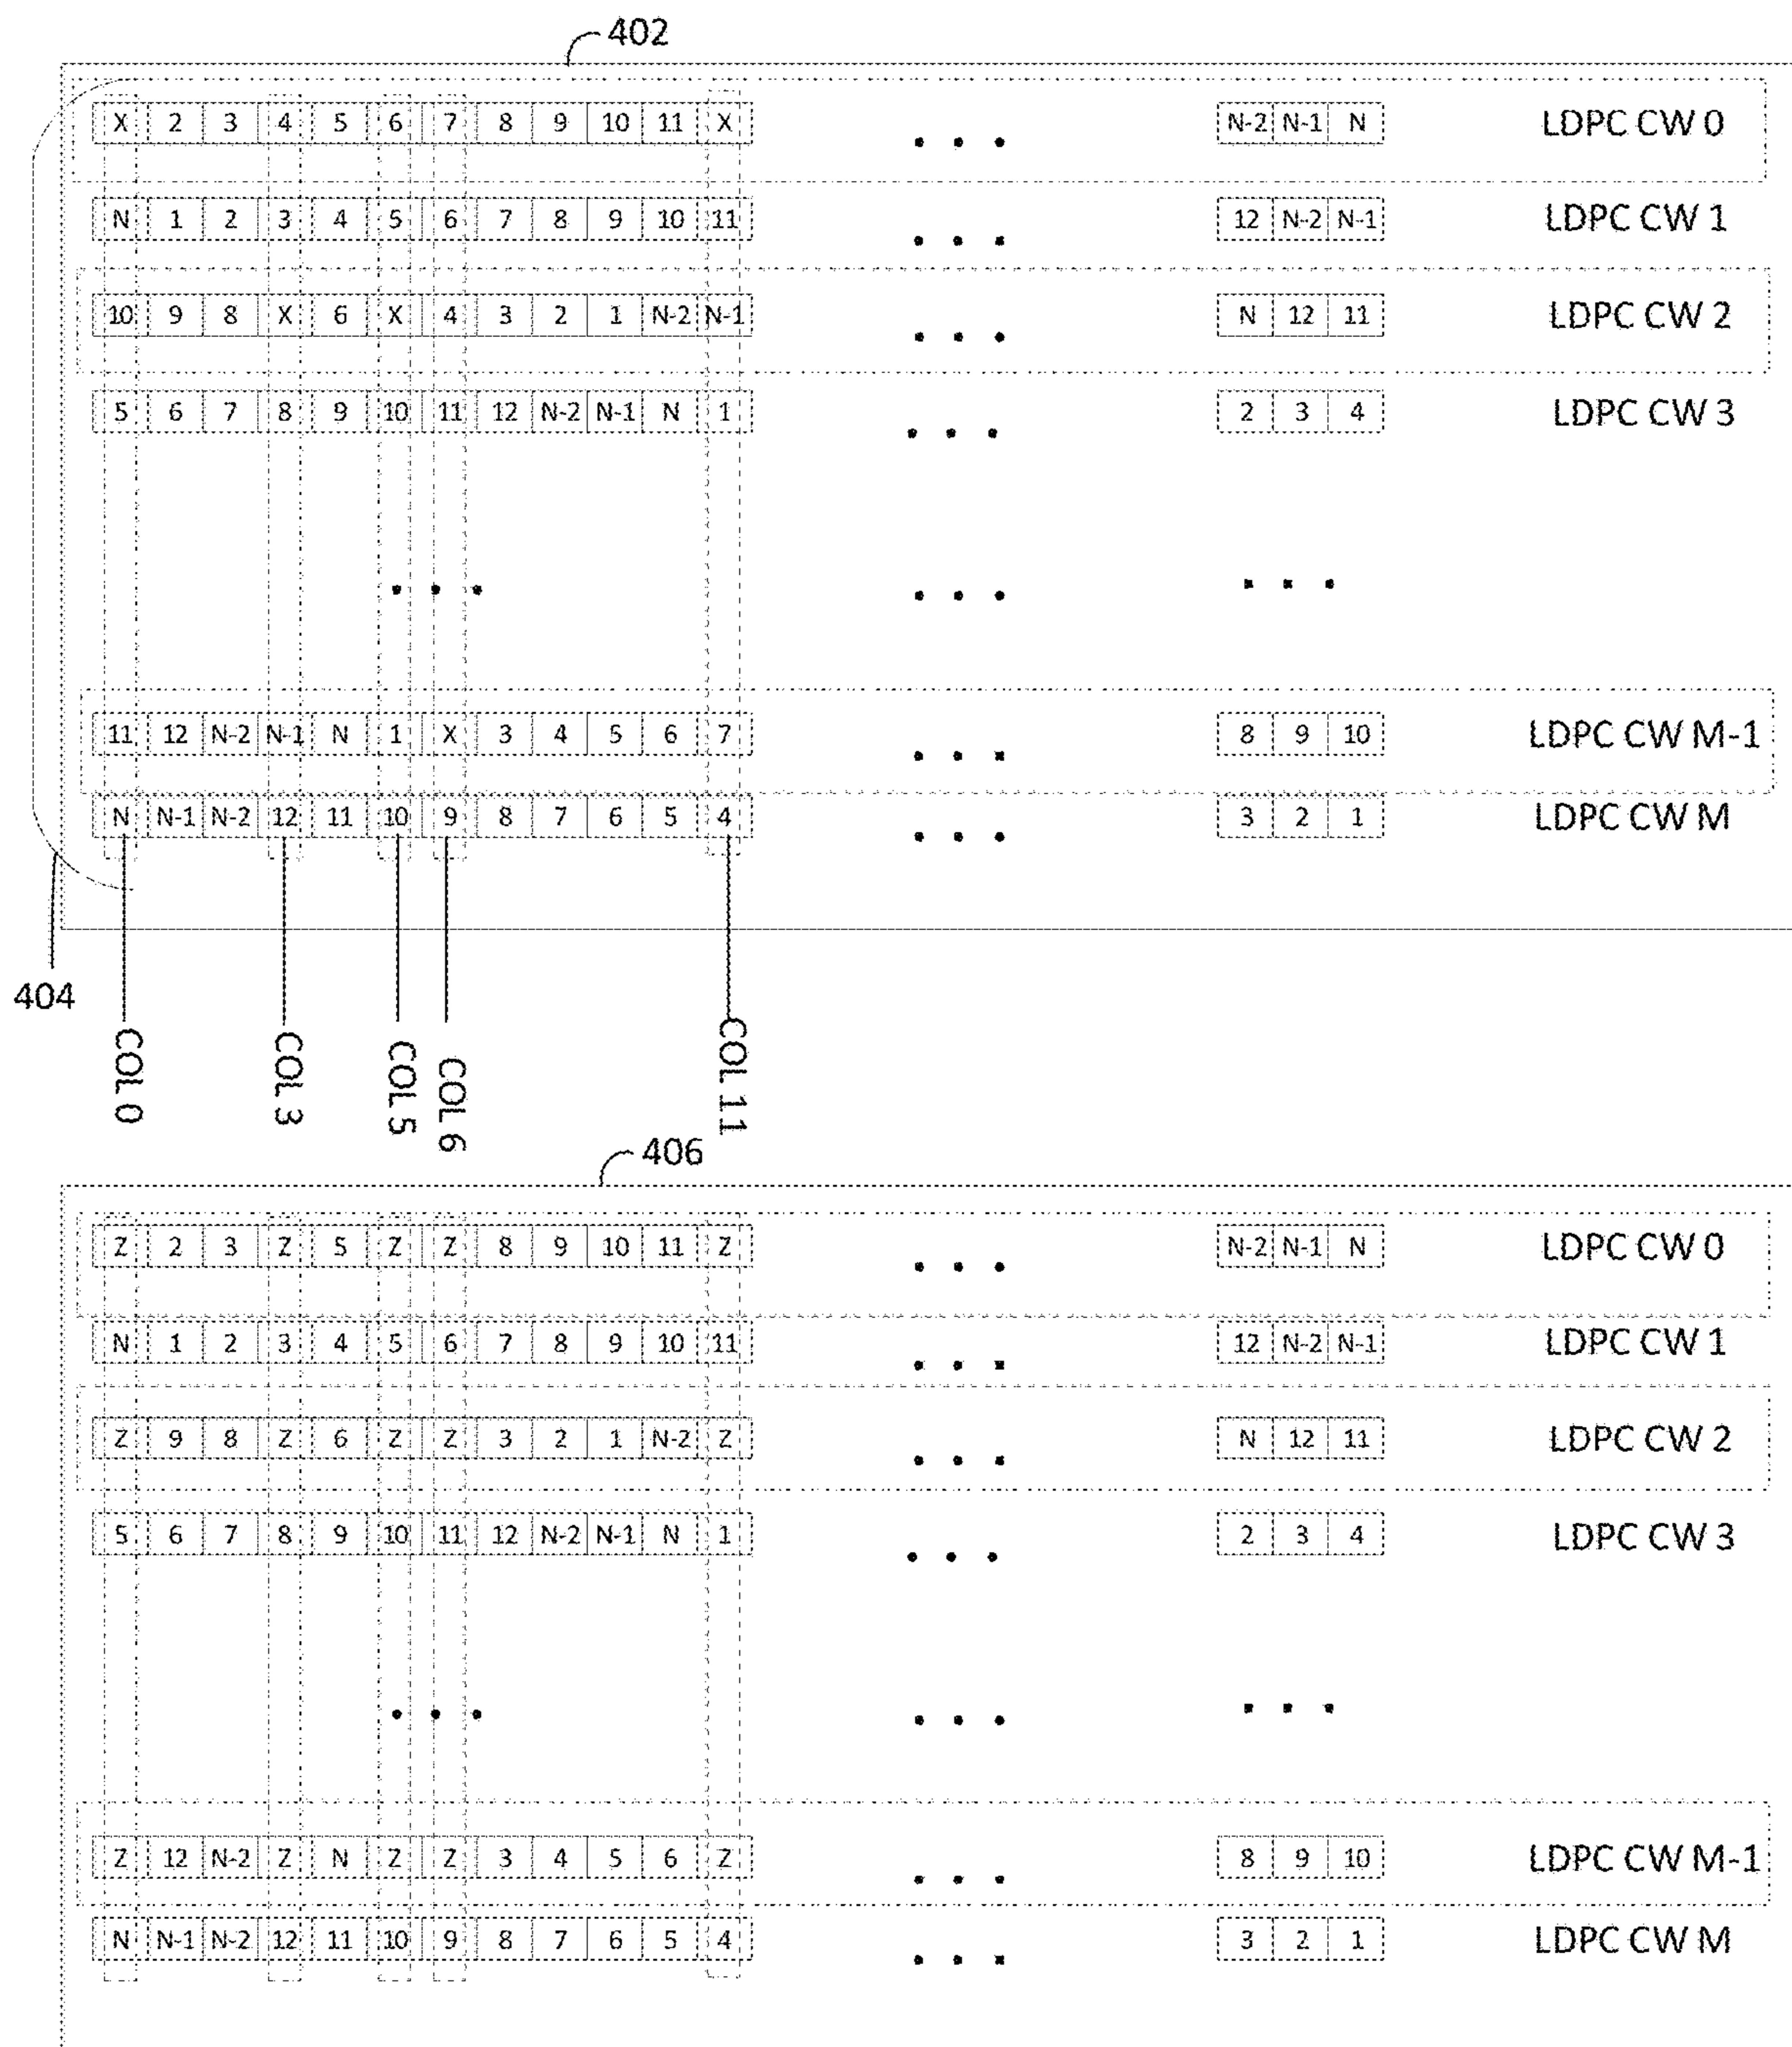 402
X 2 3 4 5 6 7 8 9 10 11 X ... N-2 N-1 N LDPC CW 0
N 1 2 3 4 5 6 7 8 9 10 11 ... 12 N-2 N-1 LDPC CW 1
10 9 8 X 6 X 4 3 2 1 N-2 N-1 ... N 12 11 LDPC CW 2
5 6 7 8 9 10 11 12 N-2 N-1 N 1 ... 2 3 4 LDPC CW 3
... ... ...
11 12 N-2 N-1 N 1 X 3 4 5 6 7 ... 8 9 10 LDPC CW M-1
N N-1 N-2 12 11 10 9 8 7 6 5 4 ... 3 2 1 LDPC CW M
404
COL 0
COL 3
COL 5
COL 6
COL 11
406
Z 2 3 Z 5 Z Z 8 9 10 11 Z ... N-2 N-1 N LDPC CW 0
N 1 2 3 4 5 6 7 8 9 10 11 ... 12 N-2 N-1 LDPC CW 1
Z 9 8 Z 6 Z Z 3 2 1 N-2 Z ... N 12 11 LDPC CW 2
5 6 7 8 9 10 11 12 N-2 N-1 N 1 ... 2 3 4 LDPC CW 3
... ... ...
Z 12 N-2 Z N Z Z 3 4 5 6 Z ... 8 9 10 LDPC CW M-1
N N-1 N-2 12 11 10 9 8 7 6 5 4 ... 3 2 1 LDPC CW M